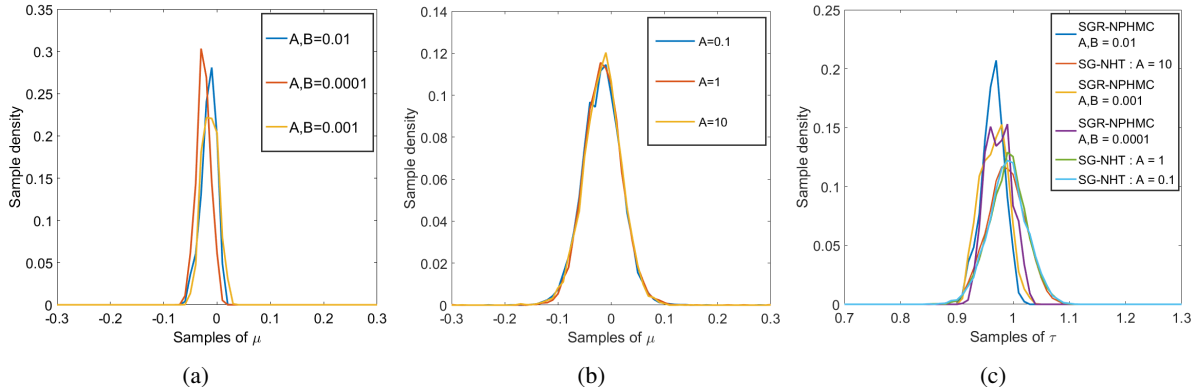 0.35
0.3
0.25
0.2
0.15
0.1
0.05
0
-0.3 -0.2 -0.1 0 0.1 0.2 0.3
Sample density
Samples of μ
A,B=0.01
A,B=0.0001
A,B=0.001
(a)
0.14
0.12
0.1
0.08
0.06
0.04
0.02
0
-0.3 -0.2 -0.1 0 0.1 0.2 0.3
Sample density
Samples of μ
A=0.1
A=1
A=10
(b)
0.25
0.2
0.15
0.1
0.05
0
0.7 0.8 0.9 1 1.1 1.2 1.3
Sample density
Samples of τ
SGR-NPHMC
A,B = 0.01
SG-NHT : A = 10
SGR-NPHMC
A,B = 0.001
SGR-NPHMC
A,B = 0.0001
SG-NHT : A = 1
SG-NHT : A = 0.1
(c)